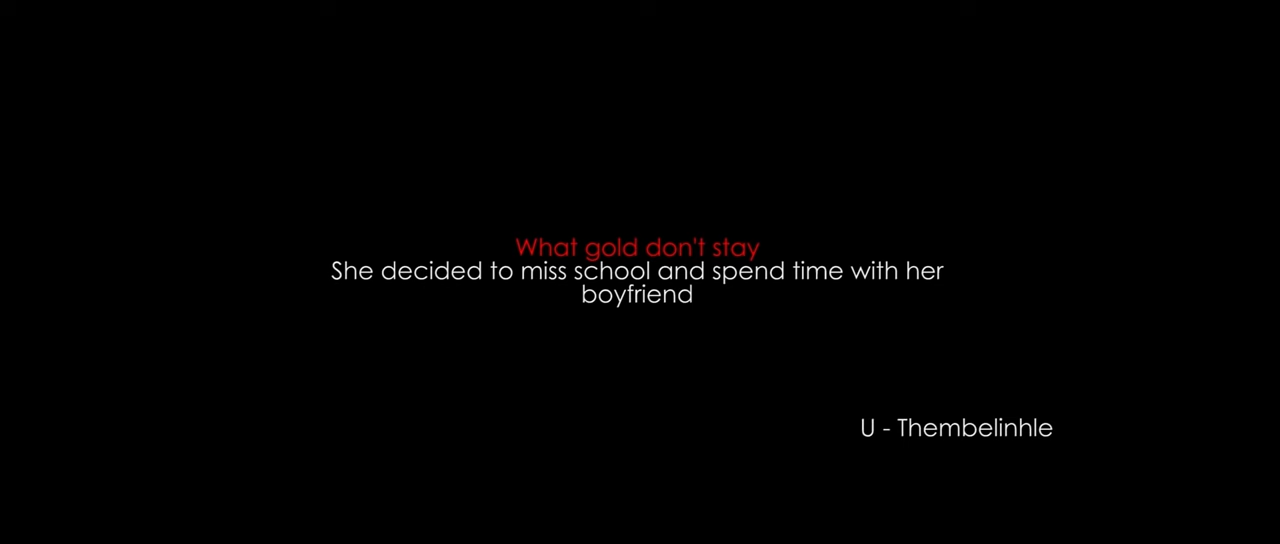 What gold don't stay
She decided to miss school and spend time with her
boyfriend
U - Thembelinhle